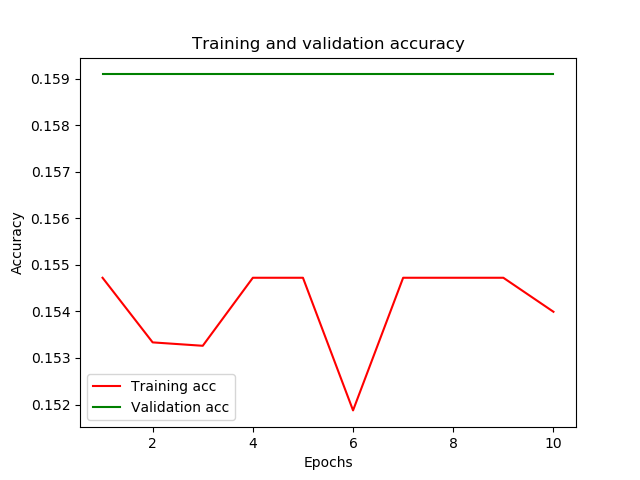 Training and validation accuracy
0.159
0.158
0.157
0.156
0.155
0.154
0.153
0.152
Accuracy
Training acc
Validation acc
2 4 6 8 10
Epochs